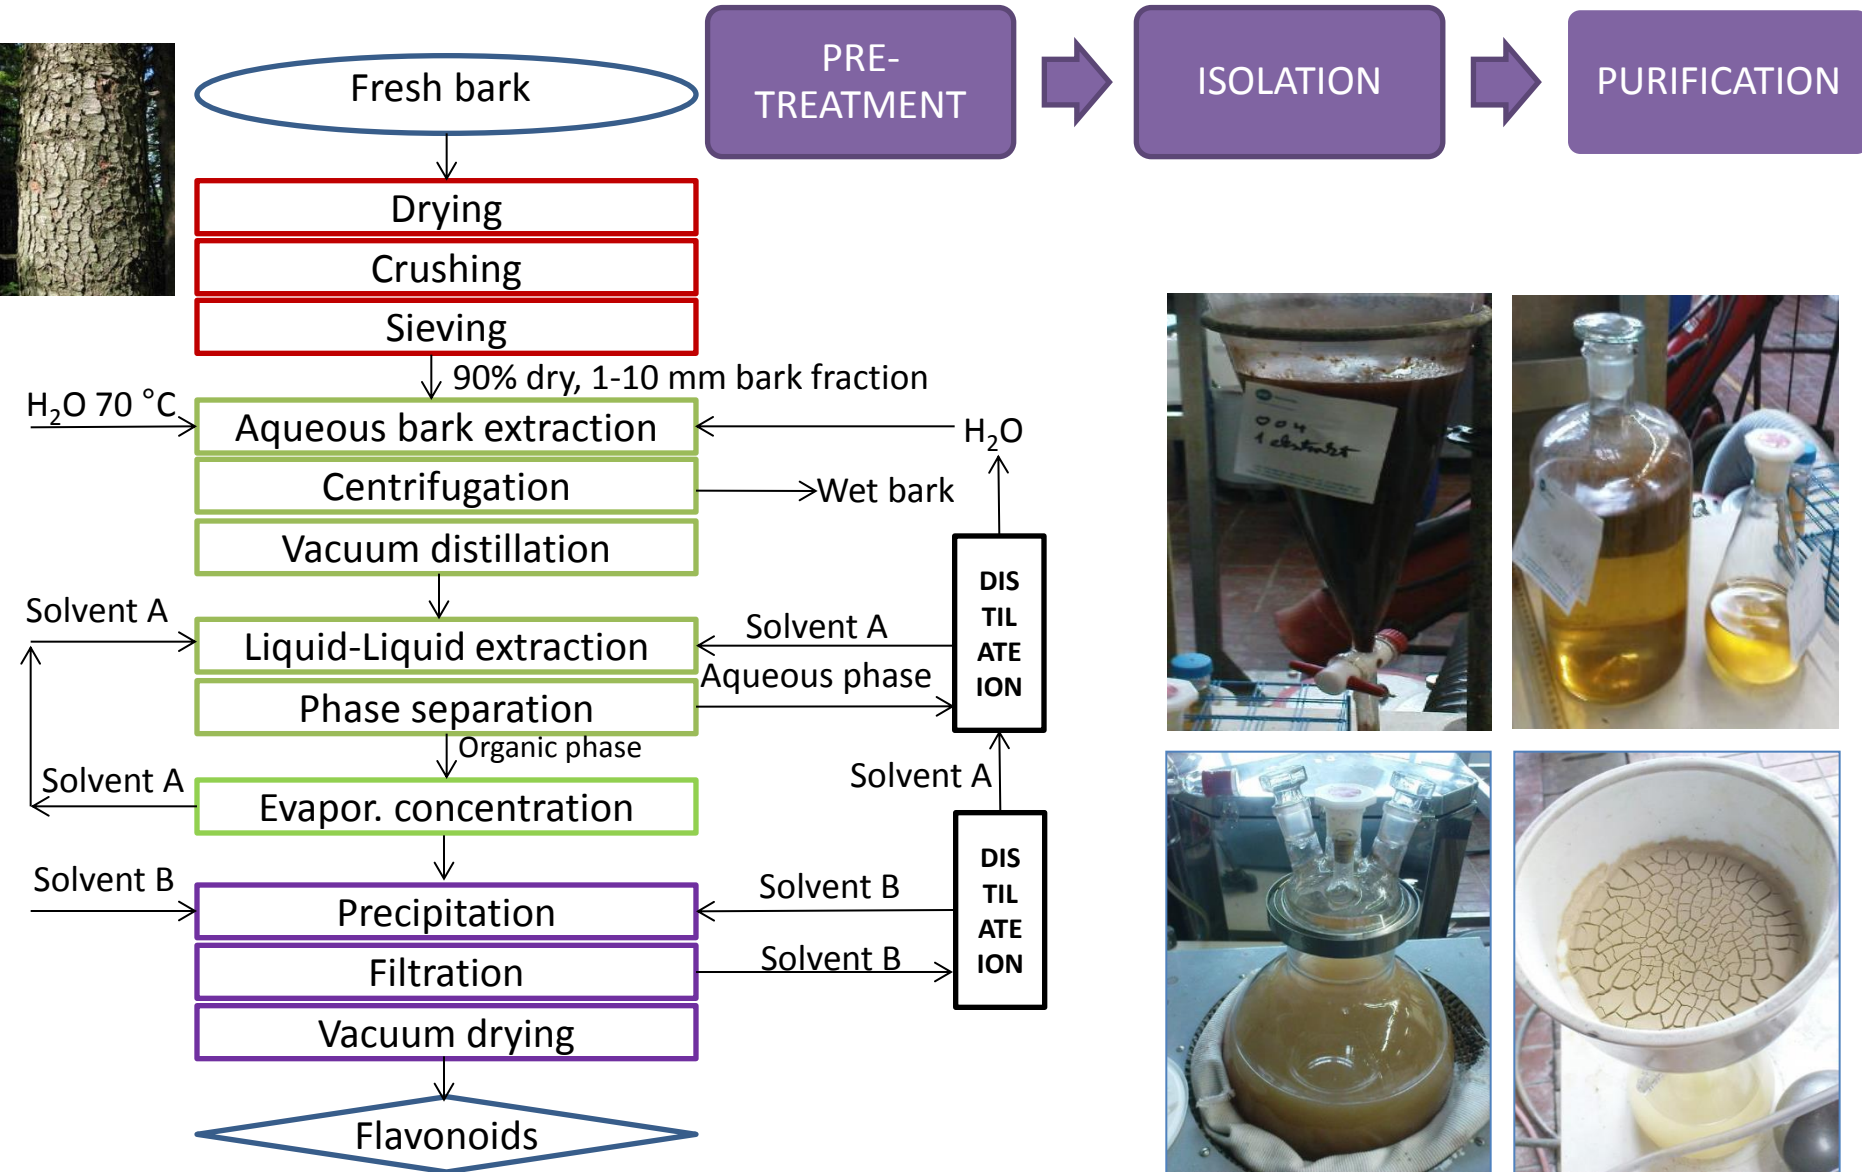 Fresh bark
PRE-
TREATMENT
ISOLATION
PURIFICATION
Drying
Crushing
Sieving
90% dry, 1-10 mm bark fraction
H₂O 70 °C
Aqueous bark extraction
H₂O
Centrifugation
Wet bark
Vacuum distillation
DIS
TIL
ATE
ION
Solvent A
Liquid-Liquid extraction
Solvent A
Aqueous phase
Phase separation
Organic phase
Solvent A
Evapor. concentration
Solvent A
Solvent B
Precipitation
Solvent B
DIS
TIL
ATE
ION
Filtration
Solvent B
Vacuum drying
Flavonoids
004